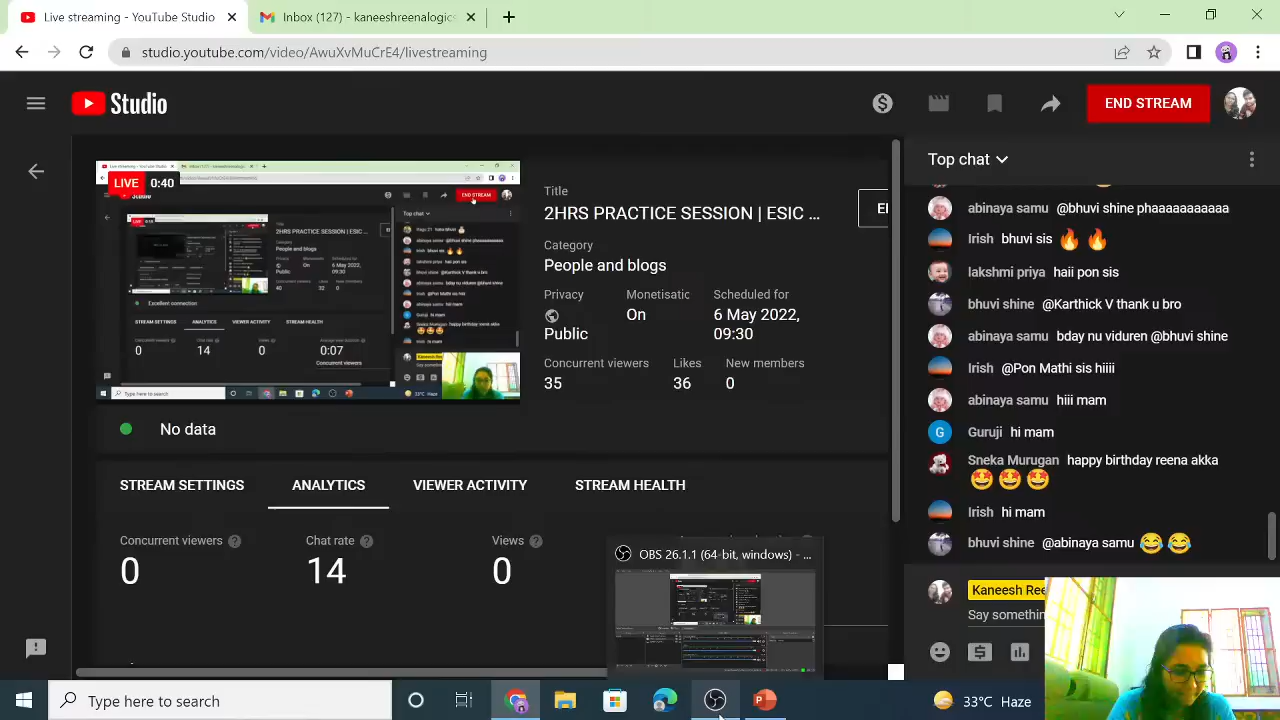 Live streaming - YouTube Studio
Inbox (127) - kaneeshreenalogics
studio.youtube.com/video/AwuXvMuCrE4/livestreaming
Studio
END STREAM
LIVE 0:40
Title
2HRS PRACTICE SESSION | ESIC ...
Category
People and blogs
Privacy
Monetisatic
Scheduled for
Public
On
6 May 2022,
09:30
Concurrent viewers
Likes
New members
35
36
0
No data
STREAM SETTINGS
ANALYTICS
VIEWER ACTIVITY
STREAM HEALTH
Concurrent viewers
Chat rate
Views
0
14
0
OBS 26.1.1 (64-bit, windows) - ...
Top chat
abinaya samu @bhuvi shine phaaaaaaaaaa
Irish bhuvi sis 🔥 🔥
lakshmi priya haii pon sis
bhuvi shine @Karthick V thank u bro
abinaya samu bday nu vidaren @bhuvi shine
Irish @Pon Mathi sis hiiii
abinaya samu hiii mam
Guruji hi mam
Sneka Murugan happy birthday reena akka
🤩 🤩 🤩
Irish hi mam
bhuvi shine @abinaya samu 😂 😂
Kaneesh Ree
Say somethin
Type here to search
33°C Haze